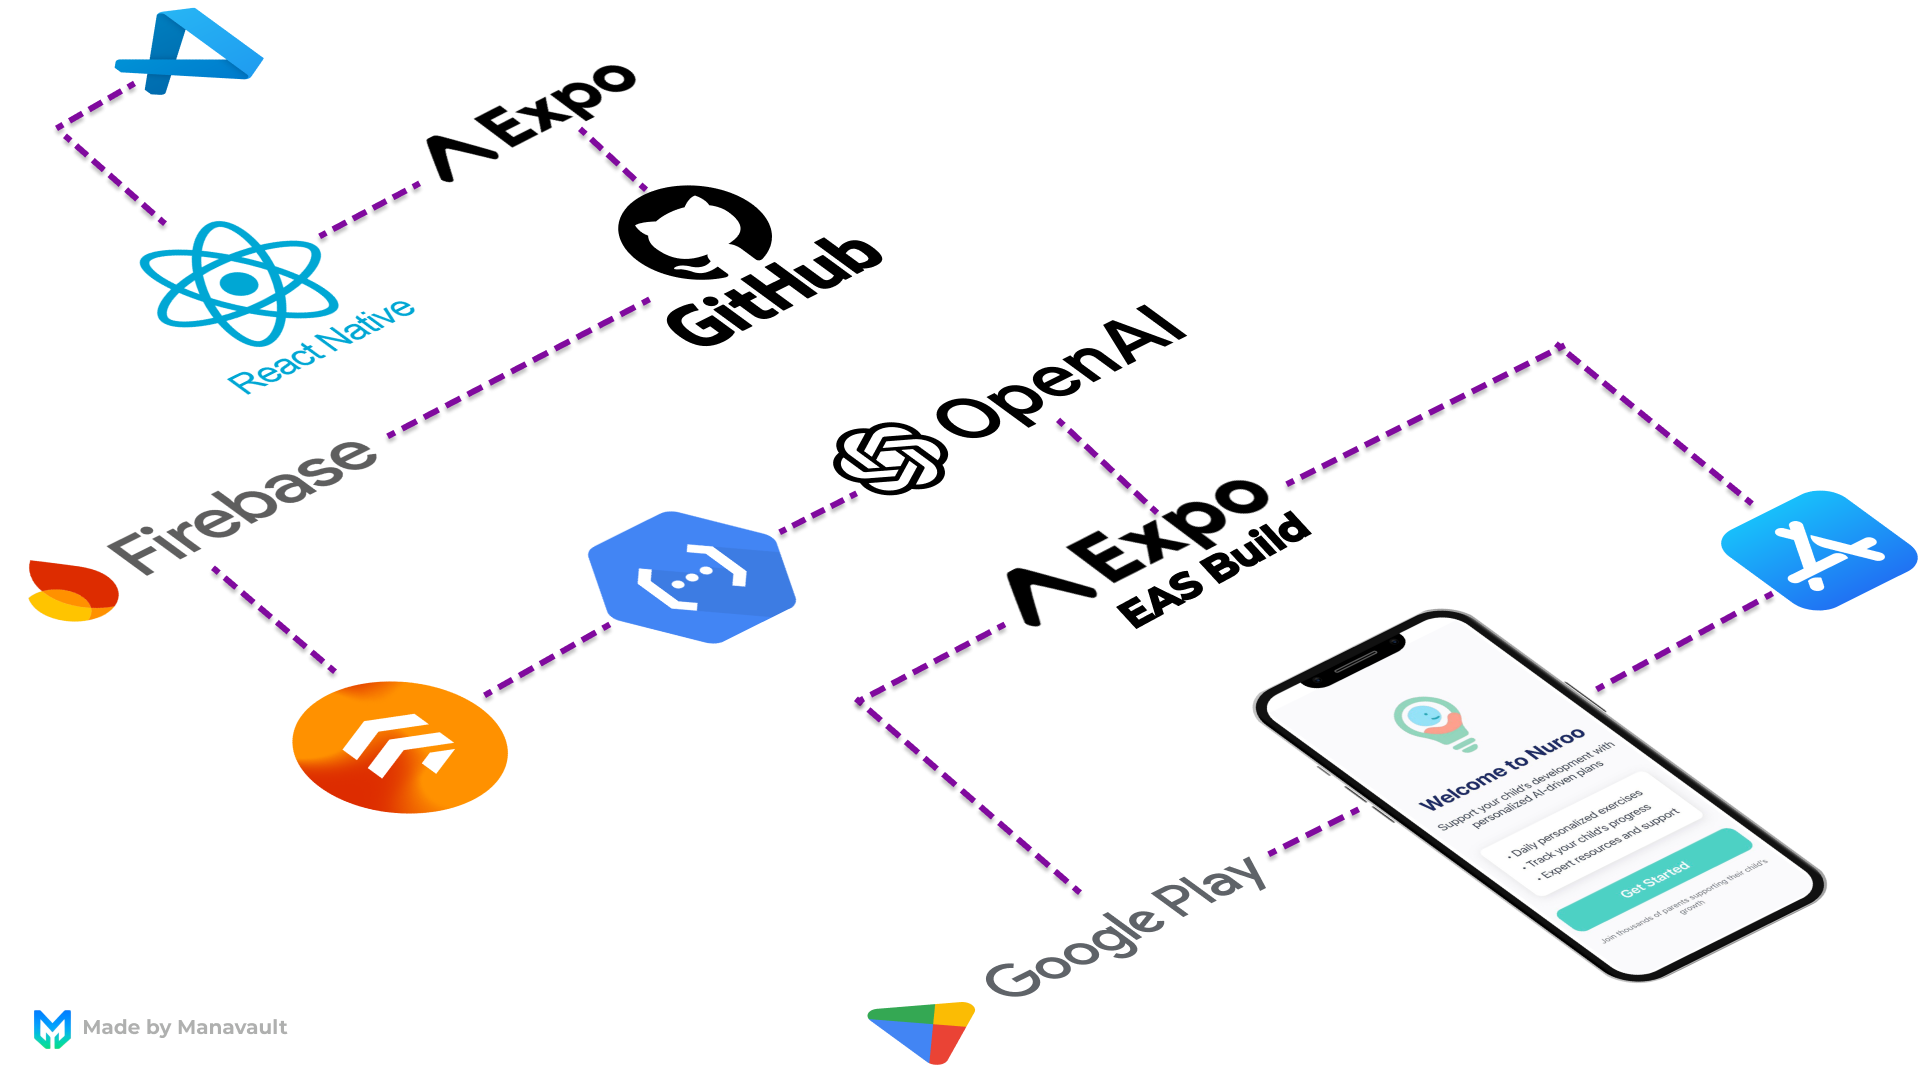 Expo
GitHub
React Native
OpenAI
Firebase
Expo
EAS Build
Google Play
Welcome to Nuroo
Support your child's development with
personalized AI-driven plans
• Daily personalized exercises
• Track your child's progress
• Expert resources and support
Get Started
Join thousands of parents supporting their child's
growth
Made by Manavault